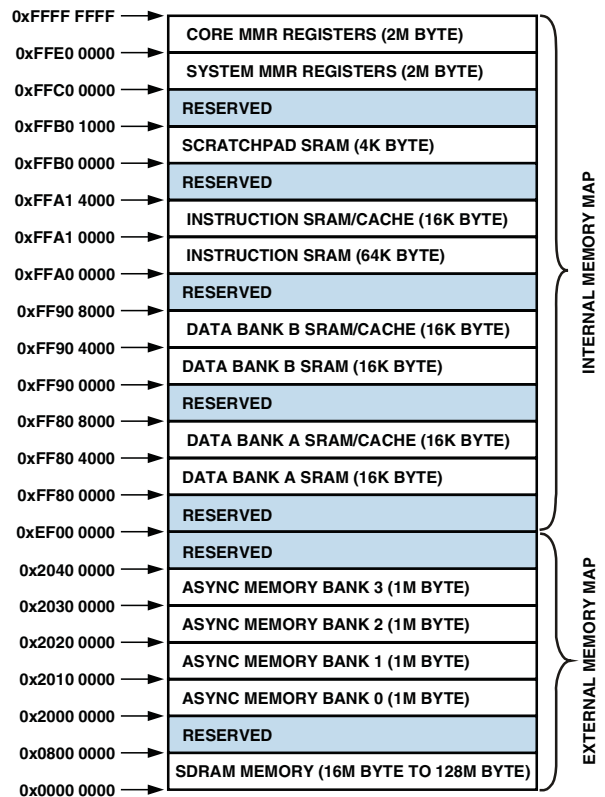 0xFFFF FFFF
CORE MMR REGISTERS (2M BYTE)
0xFFE0 0000
SYSTEM MMR REGISTERS (2M BYTE)
0xFFC0 0000
RESERVED
0xFFB0 1000
SCRATCHPAD SRAM (4K BYTE)
0xFFB0 0000
RESERVED
0xFFA1 4000
INSTRUCTION SRAM/CACHE (16K BYTE)
0xFFA1 0000
INSTRUCTION SRAM (64K BYTE)
0xFFA0 0000
RESERVED
0xFF90 8000
DATA BANK B SRAM/CACHE (16K BYTE)
0xFF90 4000
DATA BANK B SRAM (16K BYTE)
0xFF90 0000
RESERVED
0xFF80 8000
DATA BANK A SRAM/CACHE (16K BYTE)
0xFF80 4000
DATA BANK A SRAM (16K BYTE)
0xFF80 0000
RESERVED
0xEF00 0000
RESERVED
0x2040 0000
ASYNC MEMORY BANK 3 (1M BYTE)
0x2030 0000
ASYNC MEMORY BANK 2 (1M BYTE)
0x2020 0000
ASYNC MEMORY BANK 1 (1M BYTE)
0x2010 0000
ASYNC MEMORY BANK 0 (1M BYTE)
0x2000 0000
RESERVED
0x0800 0000
SDRAM MEMORY (16M BYTE TO 128M BYTE)
0x0000 0000
INTERNAL MEMORY MAP
EXTERNAL MEMORY MAP